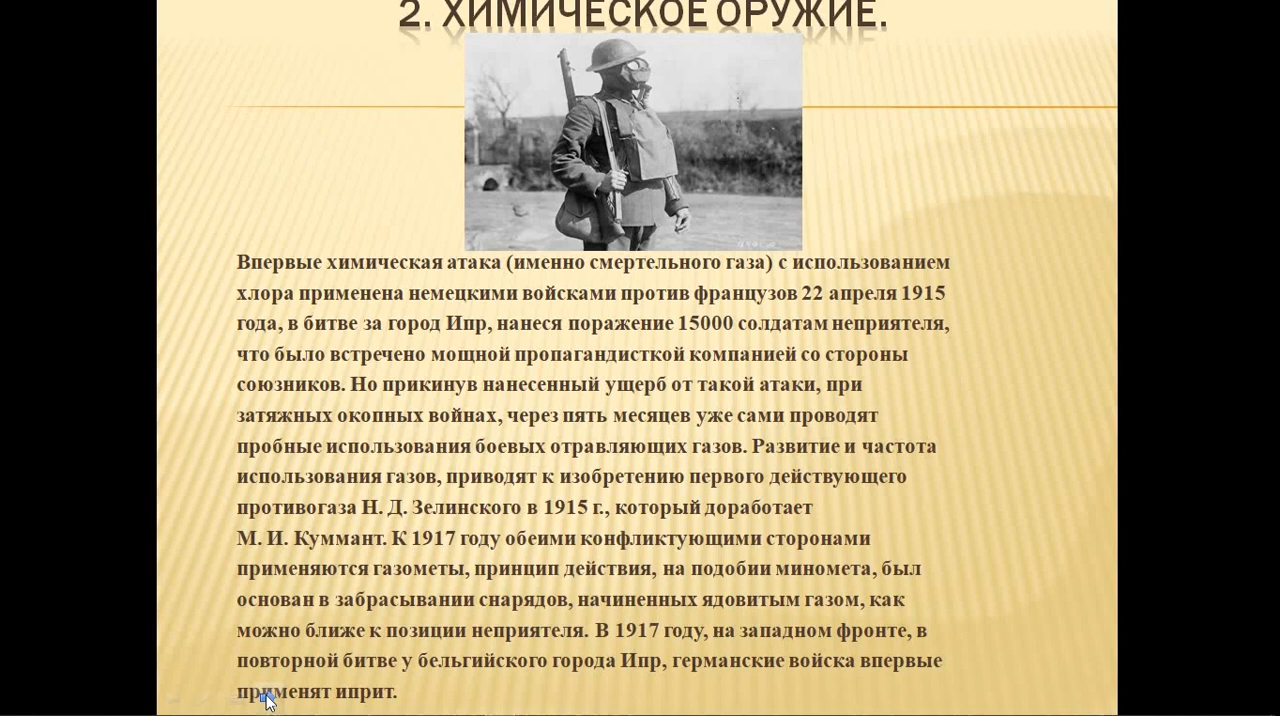 2. ХИМИЧЕСКОЕ ОРУЖИЕ.
Впервые химическая атака (именно смертельного газа) с использованием
хлора применена немецкими войсками против французов 22 апреля 1915
года, в битве за город Ипр, нанеся поражение 15000 солдатам неприятеля,
что было встречено мощной пропагандисткой компанией со стороны
союзников. Но прикинув нанесенный ущерб от такой атаки, при
затяжных окопных войнах, через пять месяцев уже сами проводят
пробные использования боевых отравляющих газов. Развитие и частота
использования газов, приводят к изобретению первого действующего
противогаза Н. Д. Зелинского в 1915 г., который доработает
М. И. Куммант. К 1917 году обеими конфликтующими сторонами
применяются газометы, принцип действия, на подобии миномета, был
основан в забрасывании снарядов, начиненных ядовитым газом, как
можно ближе к позиции неприятеля. В 1917 году, на западном фронте, в
повторной битве у бельгийского города Ипр, германские войска впервые
применят иприт.